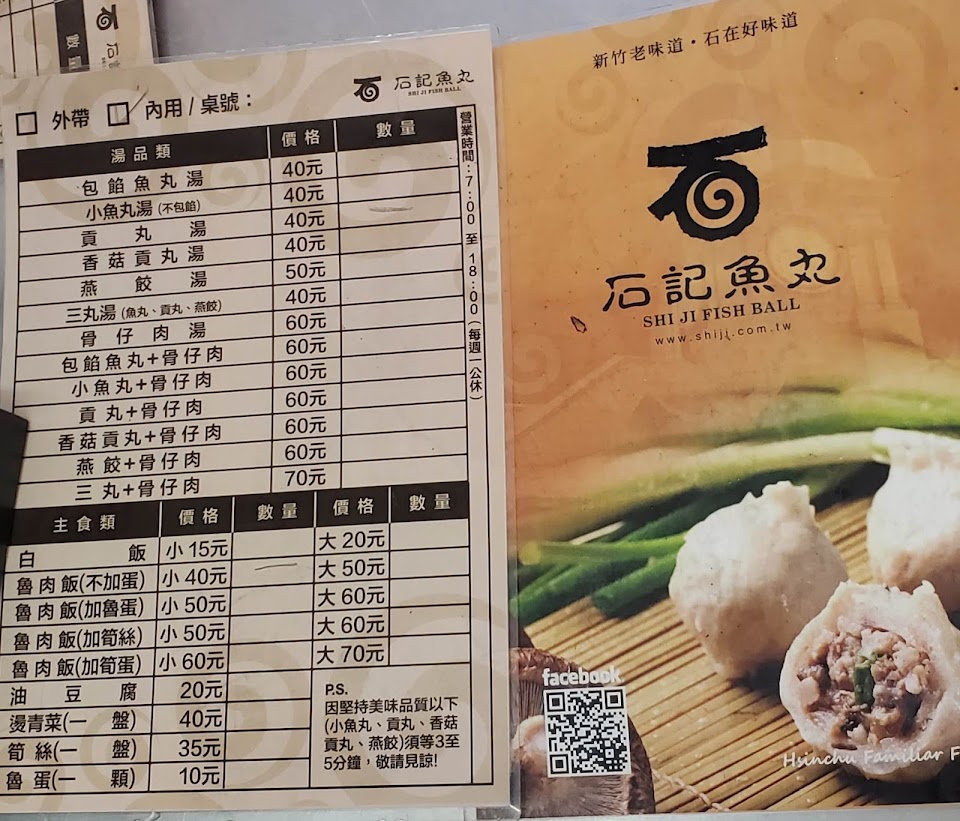 石記魚丸
SHI JI FISH BALL
外帶 內用/桌號:
湯品類 價格 數量
包餡魚丸湯 40元
小魚丸湯(不包餡) 40元
貢丸湯 40元
香菇貢丸湯 40元
燕餃湯 50元
三丸湯(魚丸、貢丸、燕餃) 40元
骨仔肉湯 60元
包餡魚丸+骨仔肉 60元
小魚丸+骨仔肉 60元
貢丸+骨仔肉 60元
香菇貢丸+骨仔肉 60元
燕餃+骨仔肉 60元
三丸+骨仔肉 70元
營業時間:7:00至18:00(每週一公休)
主食類 價格 數量 價格 數量
白飯 小15元 大20元
魯肉飯(不加蛋) 小40元 大50元
魯肉飯(加魯蛋) 小50元 大60元
魯肉飯(加筍絲) 小50元 大60元
魯肉飯(加筍蛋) 小60元 大70元
油豆腐 20元
燙青菜(一盤) 40元
筍絲(一盤) 35元
魯蛋(一顆) 10元
P.S.
因堅持美味品質以下
(小魚丸、貢丸、香菇
貢丸、燕餃)須等3至
5分鐘,敬請見諒!
新竹老味道・石在好味道
石記魚丸
SHI JI FISH BALL
www.shiji.com.tw
facebook
Hsinchu Familiar F